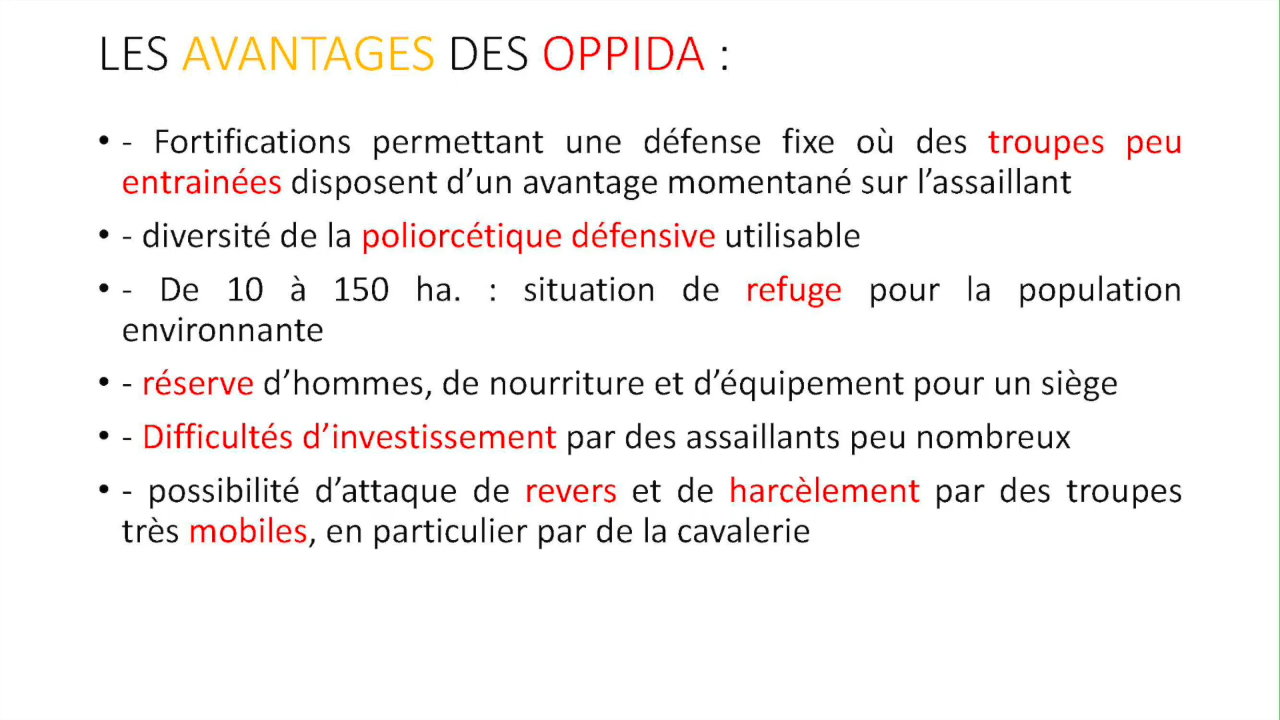 LES AVANTAGES DES OPPIDA :
• - Fortifications permettant une défense fixe où des troupes peu
entrainées disposent d’un avantage momentané sur l’assaillant
• - diversité de la poliorcétique défensive utilisable
• - De 10 à 150 ha. : situation de refuge pour la population
environnante
• - réserve d’hommes, de nourriture et d’équipement pour un siège
• - Difficultés d’investissement par des assaillants peu nombreux
• - possibilité d’attaque de revers et de harcèlement par des troupes
très mobiles, en particulier par de la cavalerie